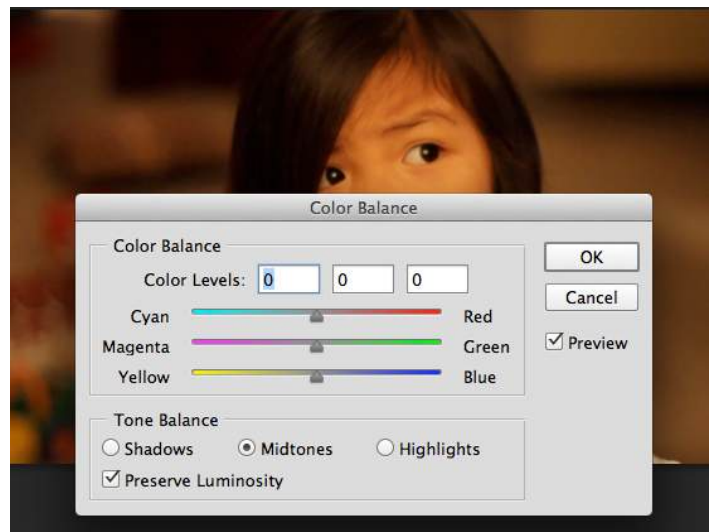 Color Balance
Color Balance
OK
Color Levels: 0 0 0
Cancel
Cyan Red
Preview
Magenta Green
Yellow Blue
Tone Balance
Shadows Midtones Highlights
Preserve Luminosity